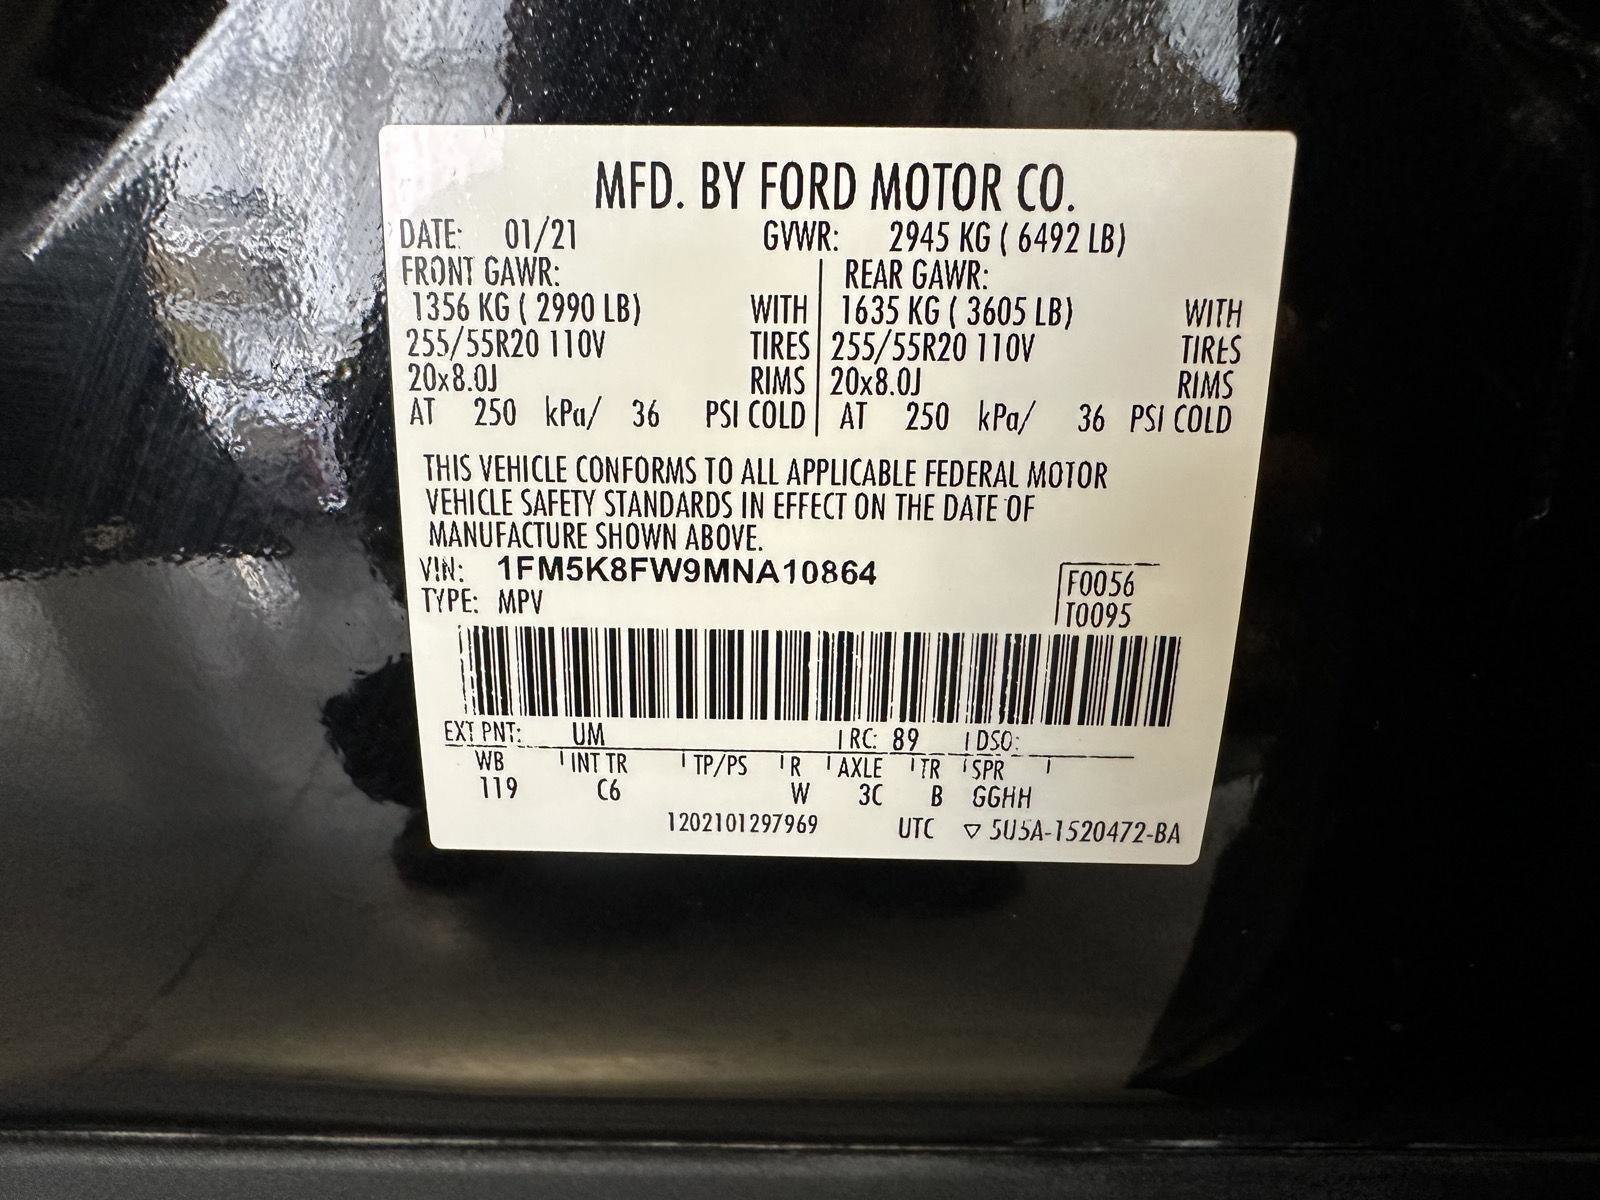 MFD. BY FORD MOTOR CO.
DATE: 01/21 GVWR: 2945 KG ( 6492 LB)
FRONT GAWR: REAR GAWR:
1356 KG ( 2990 LB) WITH 1635 KG ( 3605 LB) WITH
255/55R20 110V TIRES 255/55R20 110V TIRES
20x8.0J RIMS 20x8.0J RIMS
AT 250 kPa/ 36 PSI COLD AT 250 kPa/ 36 PSI COLD
THIS VEHICLE CONFORMS TO ALL APPLICABLE FEDERAL MOTOR
VEHICLE SAFETY STANDARDS IN EFFECT ON THE DATE OF
MANUFACTURE SHOWN ABOVE.
VIN: 1FM5K8FW9MNA10864
TYPE: MPV
F0056
T0095
EXT PNT: UM RC: 89 DSO:
WB INT TR TP/PS R AXLE TR SPR
119 C6 W 3C B GGHH
1202101297969 UTC ▽ 5U5A-1520472-BA